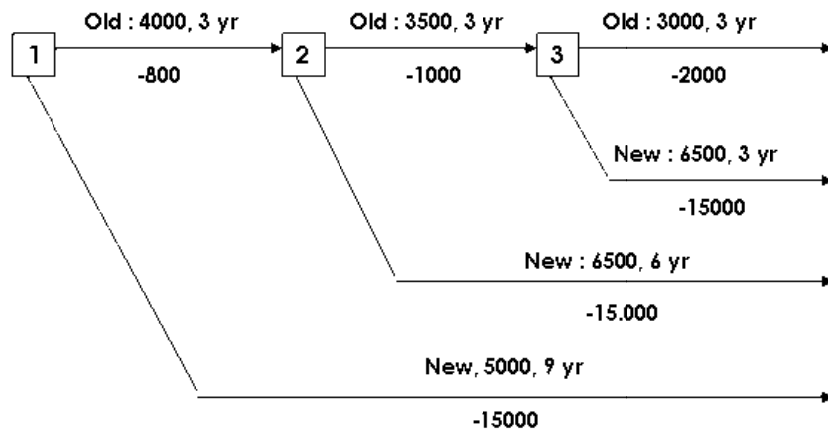 Old : 4000, 3 yr
Old : 3500, 3 yr
Old : 3000, 3 yr
1
2
3
-800
-1000
-2000
New : 6500, 3 yr
-15000
New : 6500, 6 yr
-15.000
New, 5000, 9 yr
-15000